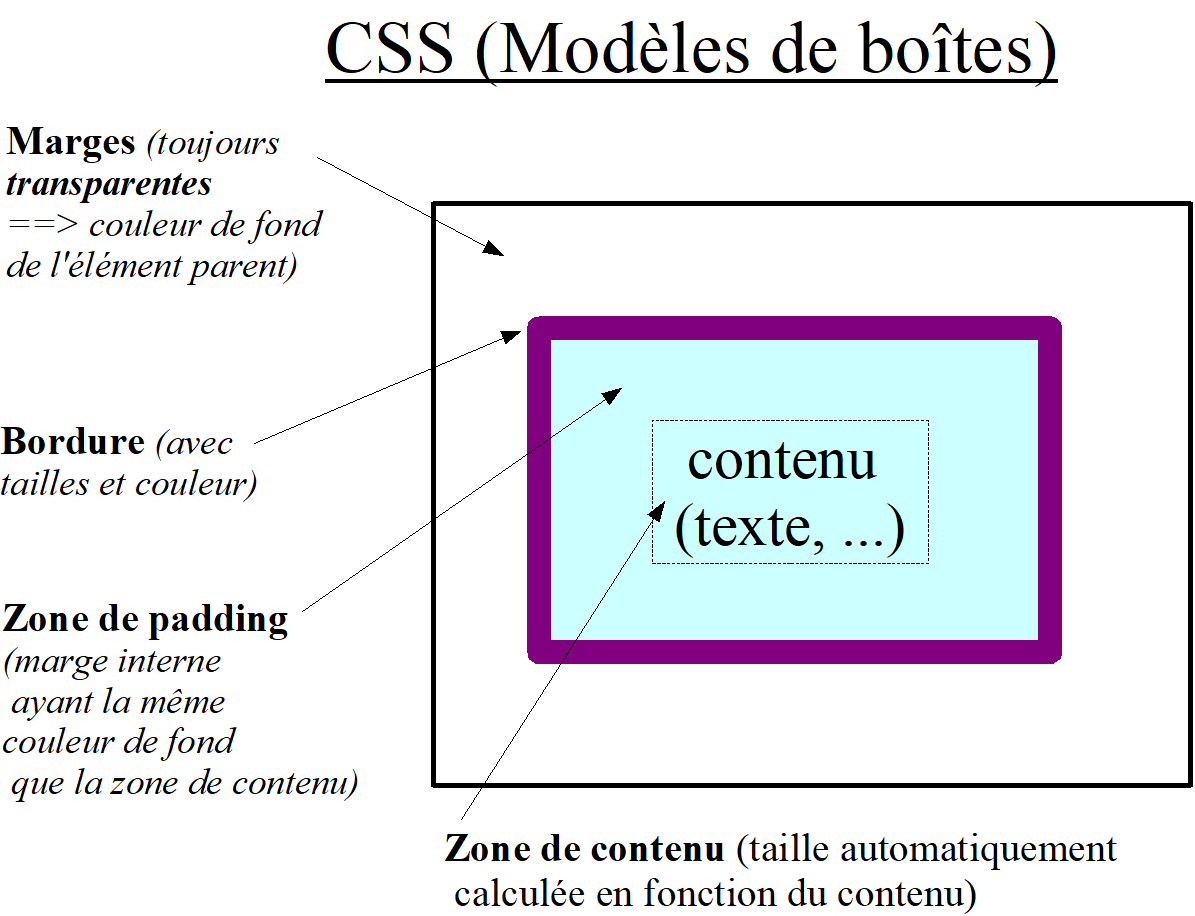 CSS (Modèles de boîtes)
Marges (toujours
transparentes
==> couleur de fond
de l'élément parent)
Bordure (avec
tailles et couleur)
contenu
(texte, ...)
Zone de padding
(marge interne
ayant la même
couleur de fond
que la zone de contenu)
Zone de contenu (taille automatiquement
calculée en fonction du contenu)